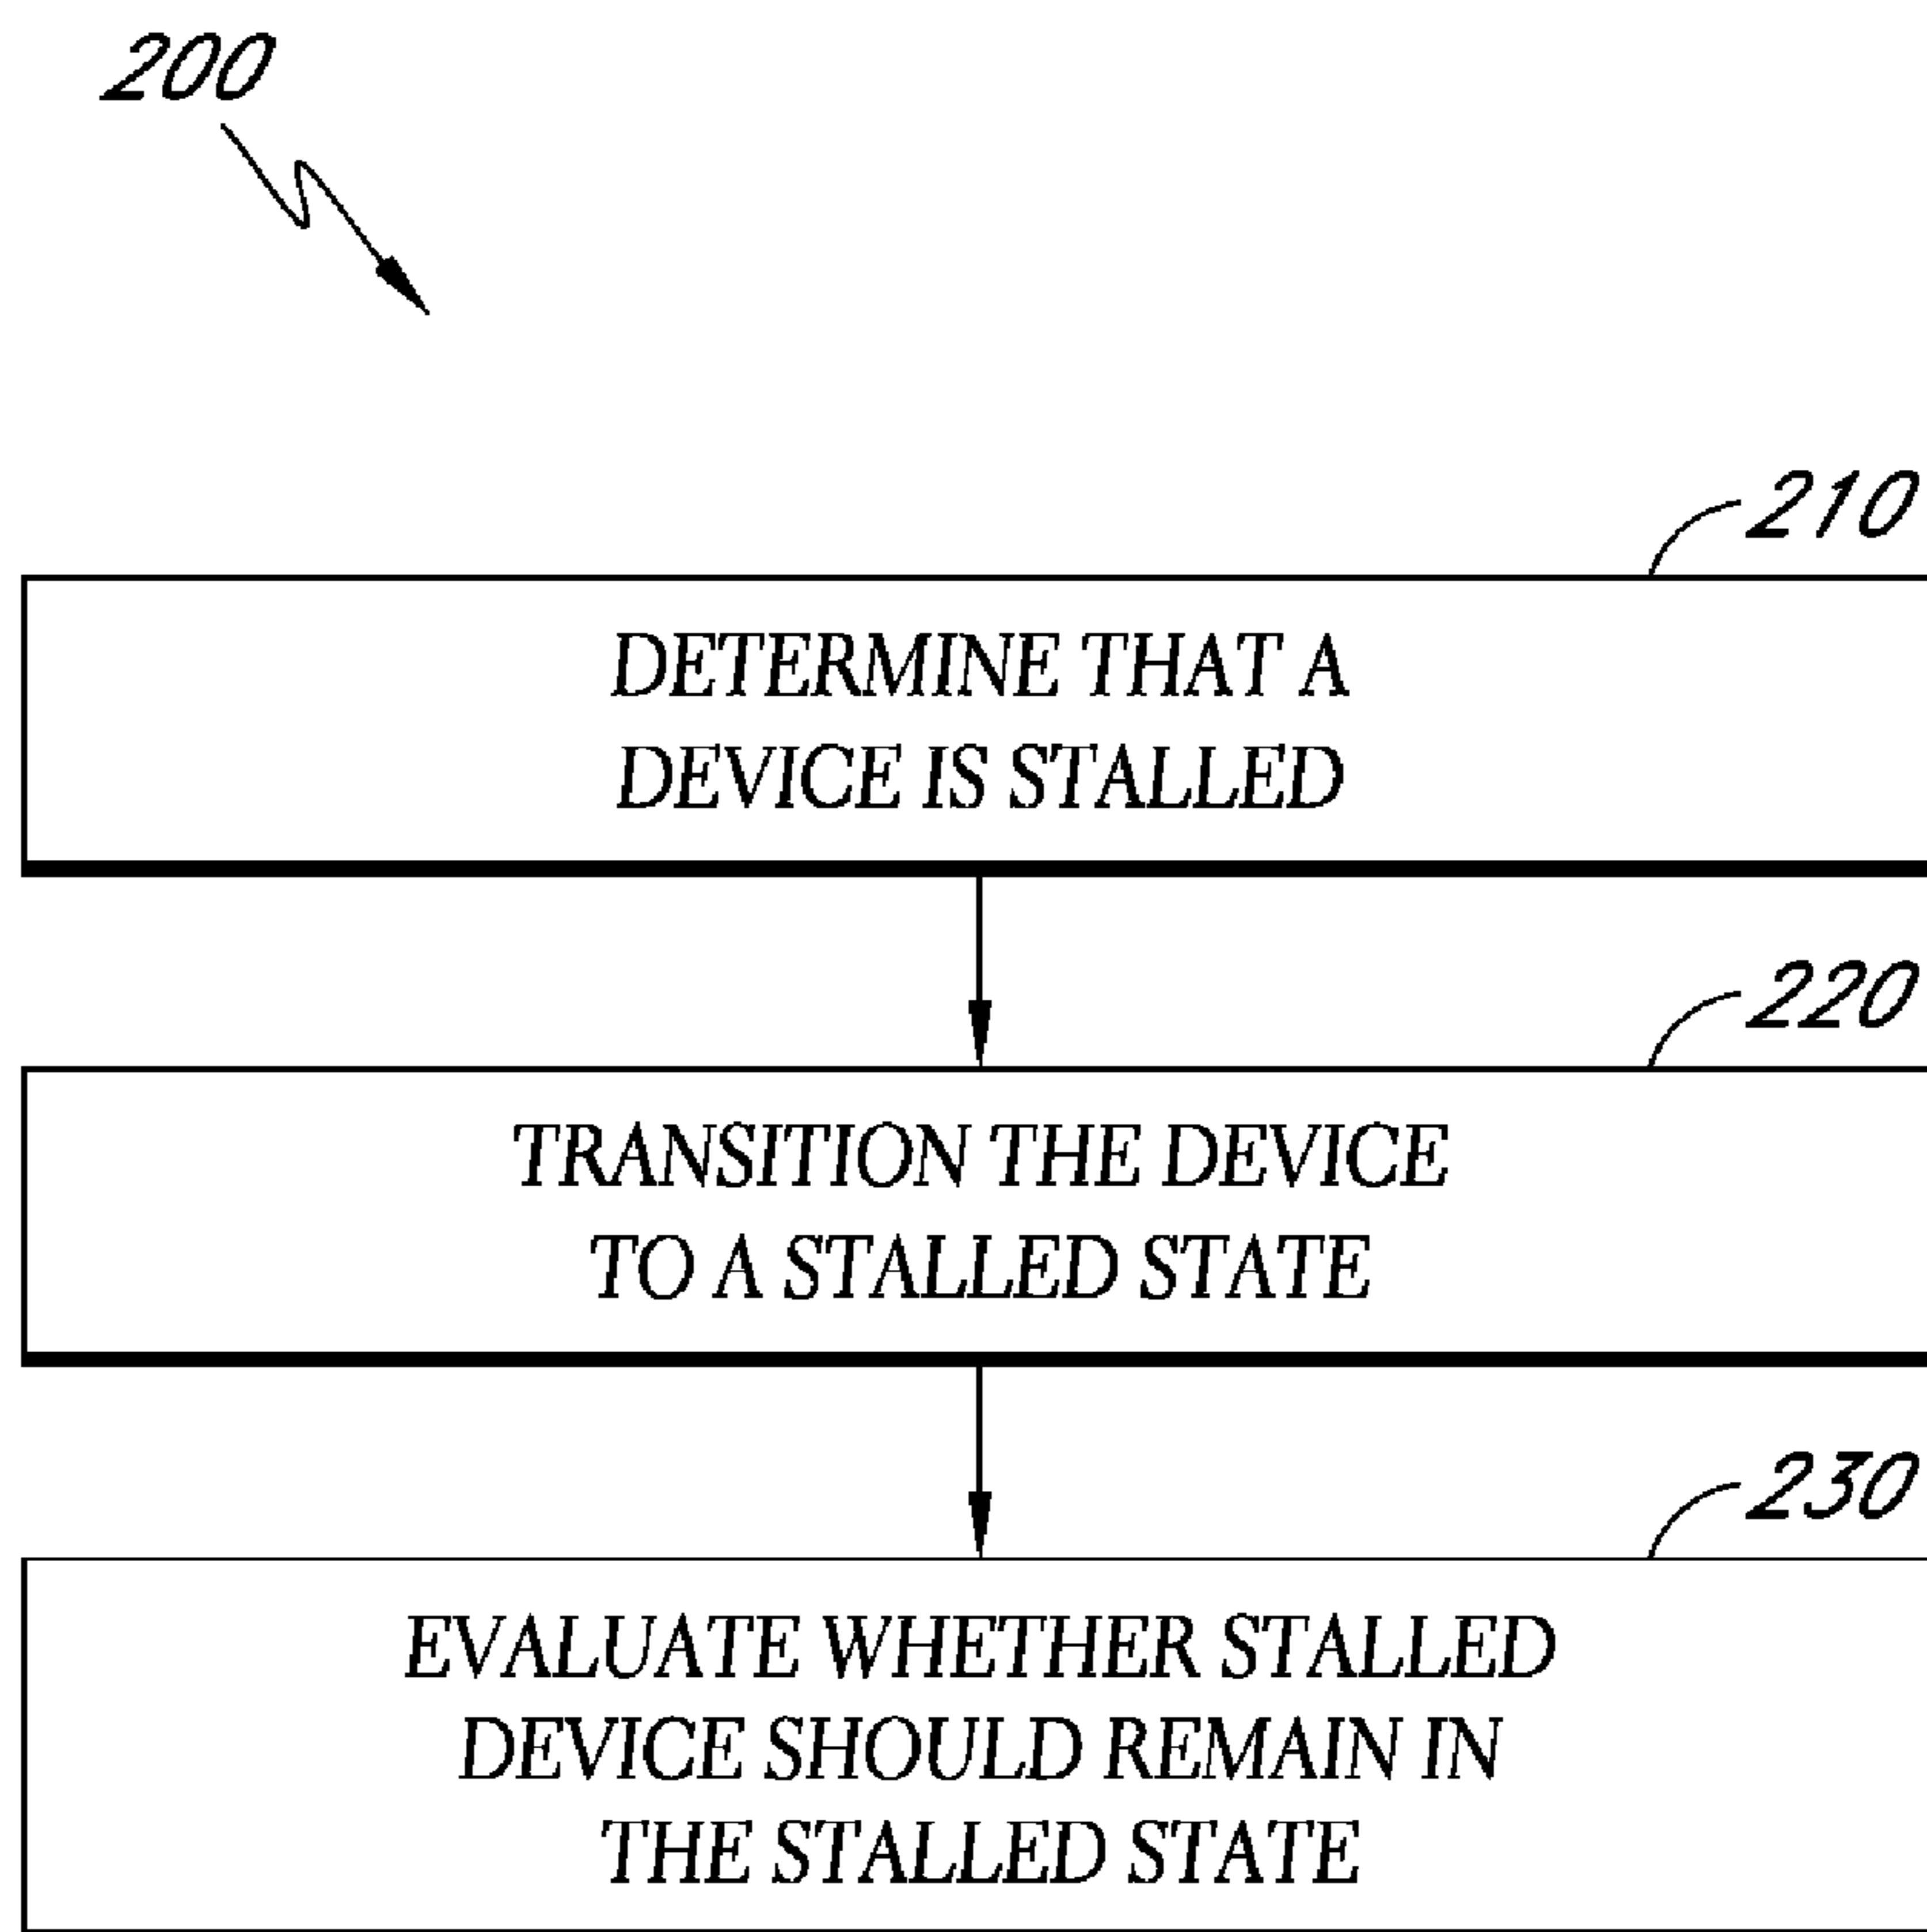 200
210
DETERMINE THAT A
DEVICE IS STALLED
220
TRANSITION THE DEVICE
TO A STALLED STATE
230
EVALUATE WHETHER STALLED
DEVICE SHOULD REMAIN IN
THE STALLED STATE